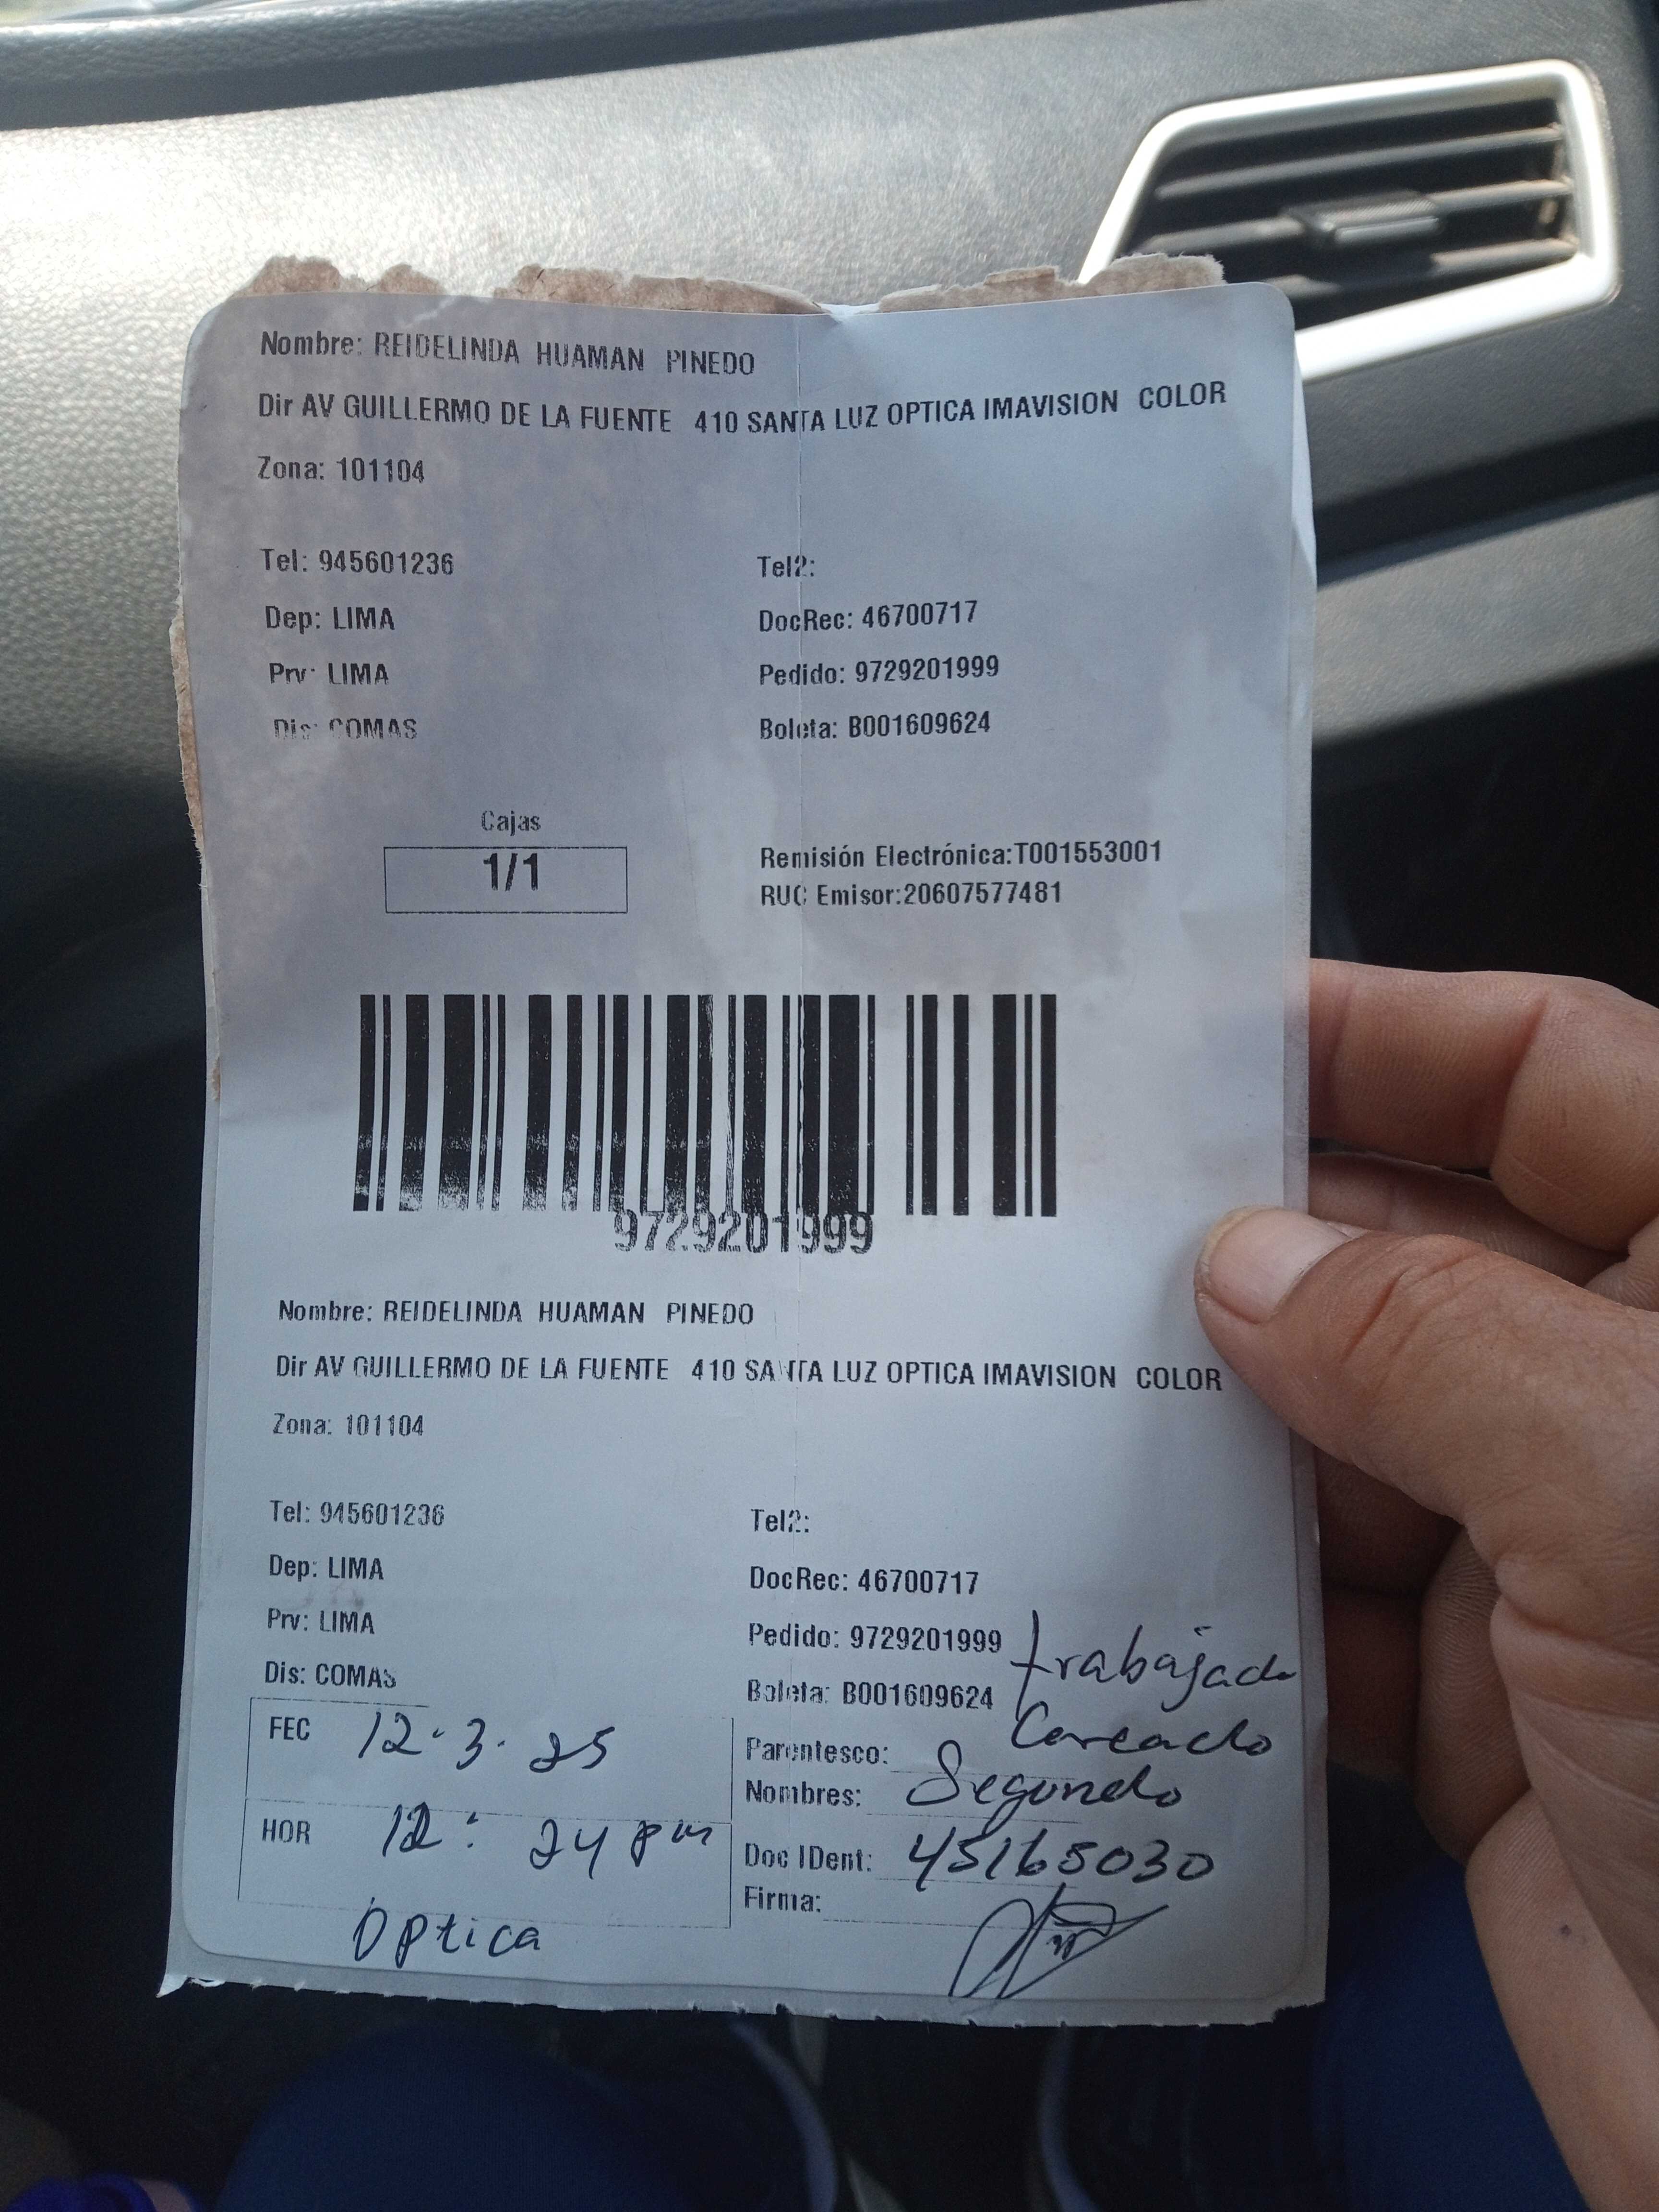 Nombre: REIDELINDA HUAMAN PINEDO
Dir AV GUILLERMO DE LA FUENTE 410 SANTA LUZ OPTICA IMAVISION COLOR
Zona: 101104
Tel: 945601236 Tel2:
Dep: LIMA DocRec: 46700717
Prv: LIMA Pedido: 9729201999
Dis: COMAS Boleta: B001609624
Cajas
1/1
Remisión Electrónica:T001553001
RUC Emisor:20607577481
9729201999
Nombre: REIDELINDA HUAMAN PINEDO
Dir AV GUILLERMO DE LA FUENTE 410 SANTA LUZ OPTICA IMAVISION COLOR
Zona: 101104
Tel: 945601236 Tel2:
Dep: LIMA DocRec: 46700717
Prv: LIMA Pedido: 9729201999
Dis: COMAS Boleta: B001609624
trabajado
FEC 12.3.25
Parentesco:
Nombres: Segundo
HOR 12: 24 pm
Doc IDent: 45165030
Firma:
Optica